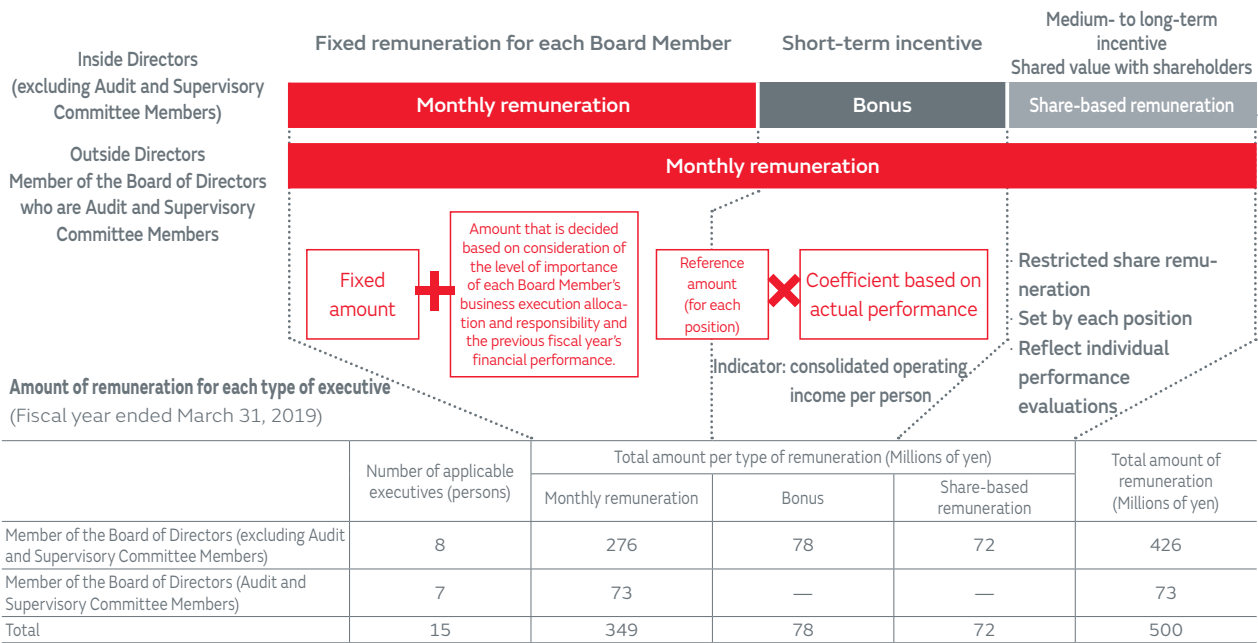 Fixed remuneration for each Board Member
Short-term incentive
Medium- to long-term
incentive
Shared value with shareholders
Inside Directors
(excluding Audit and Supervisory
Committee Members)
Monthly remuneration
Bonus
Share-based remuneration
Outside Directors
Member of the Board of Directors
who are Audit and Supervisory
Committee Members
Monthly remuneration
Fixed
amount
+
Amount that is decided
based on consideration of
the level of importance
of each Board Member's
business execution alloca-
tion and responsibility and
the previous fiscal year's
financial performance.
Reference
amount
(for each
position)
×
Coefficient based on
actual performance
Indicator: consolidated operating
income per person
· Restricted share remu-
neration
· Set by each position
· Reflect individual
performance
evaluations
Amount of remuneration for each type of executive
(Fiscal year ended March 31, 2019)
Number of applicable
executives (persons)
Total amount per type of remuneration (Millions of yen)
Monthly remuneration
Bonus
Share-based
remuneration
Total amount of
remuneration
(Millions of yen)
Member of the Board of Directors (excluding Audit
and Supervisory Committee Members)
8 276 78 72 426
Member of the Board of Directors (Audit and
Supervisory Committee Members)
7 73 — — 73
Total 15 349 78 72 500